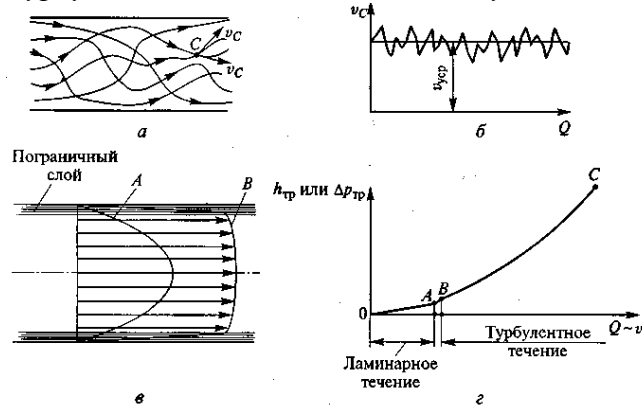 C
v_C
v_C
а
v_C
v_уср
Q
б
Пограничный
слой
A
B
в
h_тр или Δp_тр
C
A
B
0
Q~v
Ламинарное
течение
Турбулентное
течение
г